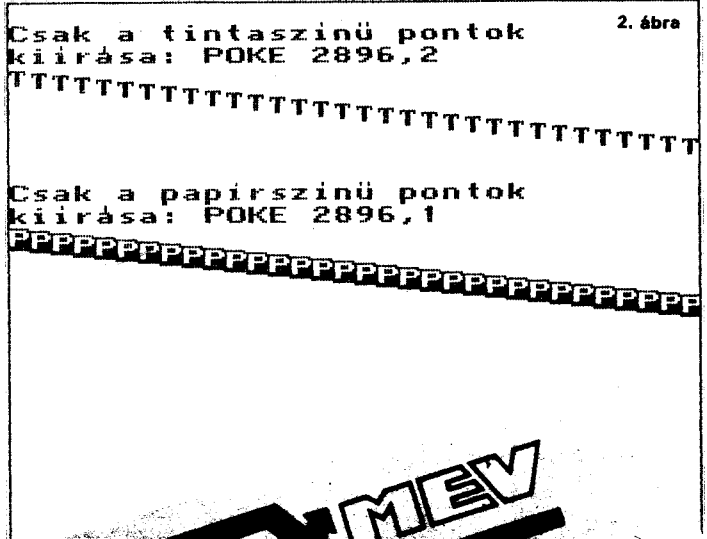 2. ábra
Csak a tintaszinü pontok
kiirása: POKE 2896,2
TTTTTTTTTTTTTTTTTTTTTTTTTTTTTTTT
Csak a papirszinü pontok
kiirása: POKE 2896,1
PPPPPPPPPPPPPPPPPPPPPPPPPPPPPPPP
MEV